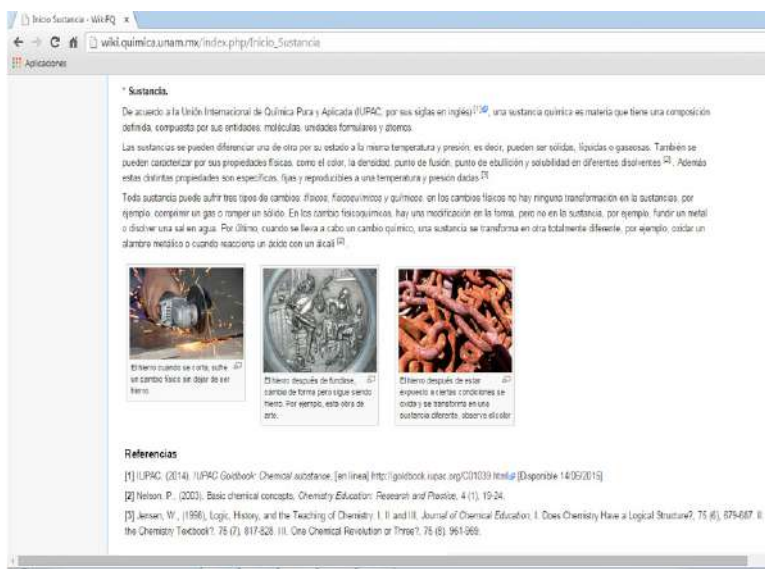 Inicio Sustancia - WikiFQ x
wiki.quimica.unam.mx/index.php/Inicio_Sustancia
Aplicaciones
* Sustancia.
De acuerdo a la Unión Internacional de Química Pura y Aplicada (IUPAC, por sus siglas en inglés) [1], una sustancia química es materia que tiene una composición
definida, compuesta por sus entidades: moléculas, unidades formulares y átomos.
Las sustancias se pueden diferenciar una de otra por su estado a la misma temperatura y presión, es decir, pueden ser sólidas, líquidas o gaseosas. También se
pueden caracterizar por sus propiedades físicas, como el color, la densidad, punto de fusión, punto de ebullición y solubilidad en diferentes disolventes [2]. Además
estas distintas propiedades son específicas, fijas y reproducibles a una temperatura y presión dadas [3]
Toda sustancia puede sufrir tres tipos de cambios: físicos, fisicoquímicos y químicos, en los cambios físicos no hay ninguna transformación en la sustancias, por
ejemplo, comprimir un gas o romper un sólido. En los cambio fisicoquímicos, hay una modificación en la forma, pero no en la sustancia, por ejemplo, fundir un metal
o disolver una sal en agua. Por último, cuando se lleva a cabo un cambio químico, una sustancia se transforma en otra totalmente diferente, por ejemplo, oxidar un
alambre metálico o cuando reacciona un ácido con un álcali [2]
El hierro cuando se corta, sufre
un cambio físico sin dejar de ser
hierro.
El hierro después de fundirse,
cambia de forma pero sigue siendo
hierro. Por ejemplo, esta obra de
arte.
El hierro después de estar
expuesto a ciertas condiciones se
oxida y se transforma en una
sustancia diferente, observe el color
Referencias
[1] IUPAC. (2014), IUPAC Goldbook: Chemical substance, [en línea] http://goldbook.iupac.org/C01039.html [Disponible 14/06/2015]
[2] Nelson, P., (2003), Basic chemical concepts, Chemistry Education: Research and Practise, 4 (1), 19-24.
[3] Jensen, W., (1998), Logic, History, and the Teaching of Chemistry: I, II and III, Journal of Chemical Education, I. Does Chemistry Have a Logical Structure?, 75 (6), 679-687. II.
the Chemistry Textbook?, 75 (7), 817-828. III. One Chemical Revolution or Three?, 75 (8), 961-969.